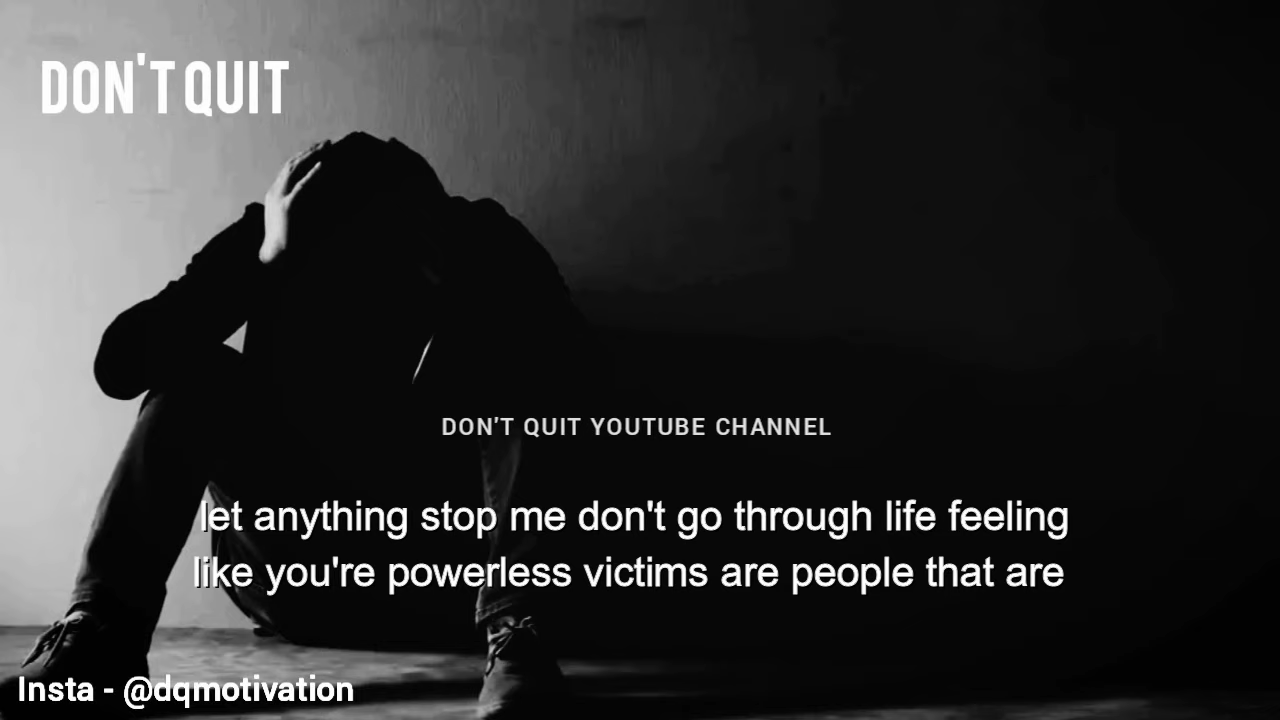 DON'T QUIT
DON'T QUIT YOUTUBE CHANNEL
let anything stop me don't go through life feeling
like you're powerless victims are people that are
Insta - @dqmotivation